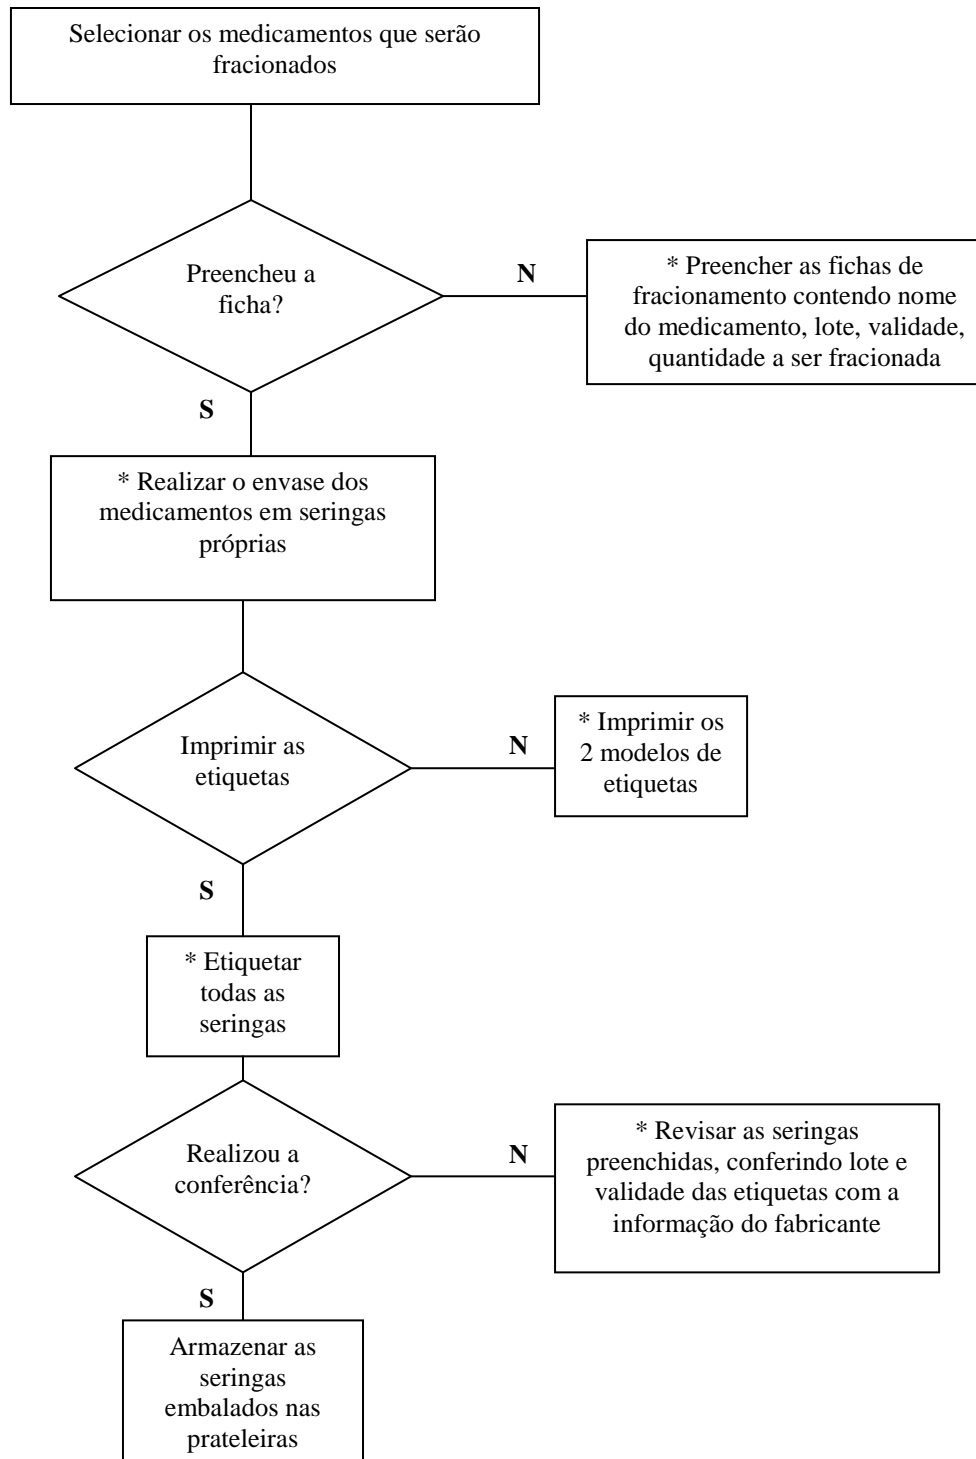 Selecionar os medicamentos que serão
fracionados
Preencheu a
ficha?
N
* Preencher as fichas de
fracionamento contendo nome
do medicamento, lote, validade,
quantidade a ser fracionada
S
* Realizar o envase dos
medicamentos em seringas
próprias
Imprimir as
etiquetas
N
* Imprimir os
2 modelos de
etiquetas
S
* Etiquetar
todas as
seringas
Realizou a
conferência?
N
* Revisar as seringas
preenchidas, conferindo lote e
validade das etiquetas com a
informação do fabricante
S
Armazenar as
seringas
embalados nas
prateleiras